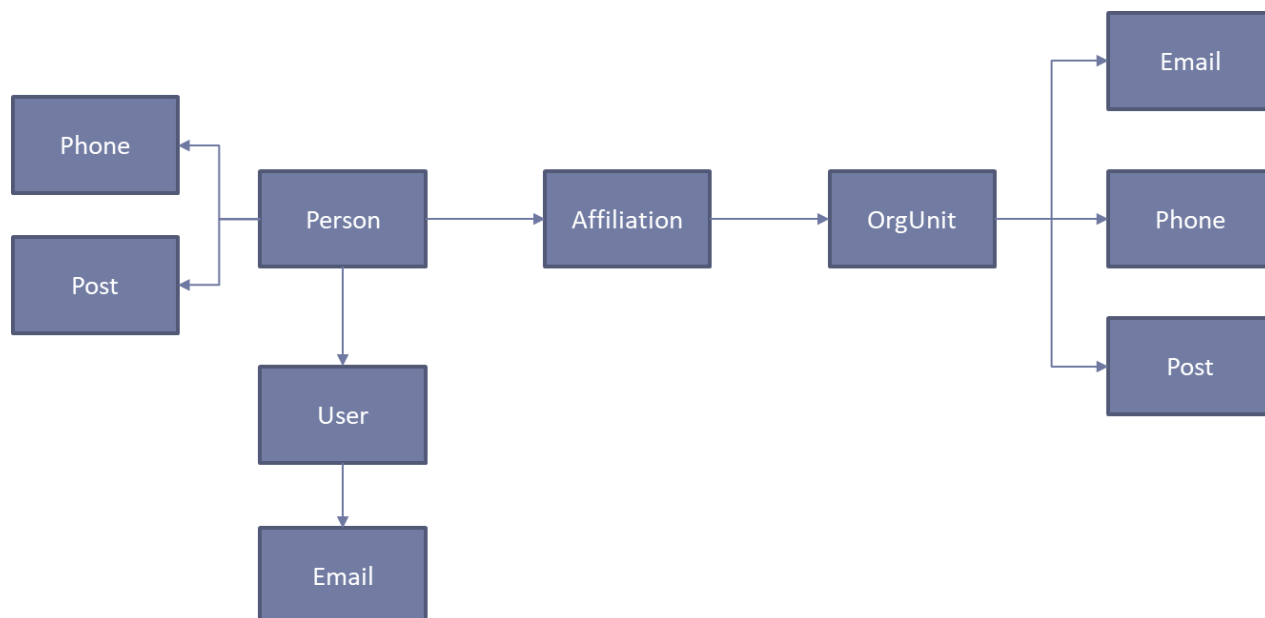 Email
Phone
Person
Affiliation
OrgUnit
Phone
Post
Post
User
Email